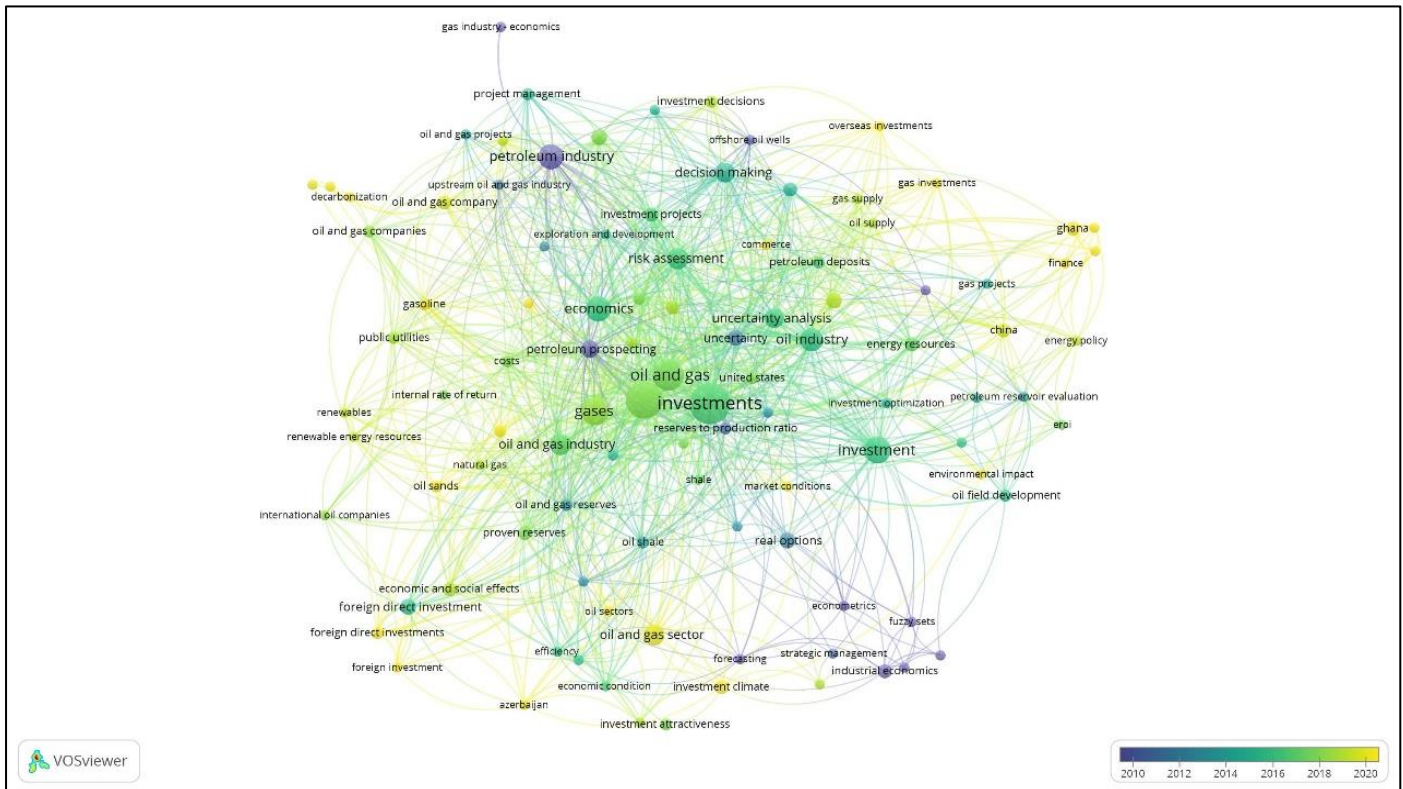 gas industry - economics
project management
investment decisions
oil and gas projects
offshore oil wells
overseas investments
petroleum industry
decision making
upstream oil and gas industry
gas investments
decarbonization
oil and gas company
gas supply
investment projects
oil supply
oil and gas companies
exploration and development
ghana
commerce
risk assessment
petroleum deposits
finance
gas projects
gasoline
economics
uncertainty analysis
china
public utilities
uncertainty
oil industry
energy resources
energy policy
petroleum prospecting
costs
oil and gas
united states
internal rate of return
investment optimization
petroleum reservoir evaluation
renewables
gases
investments
reserves to production ratio
eroi
renewable energy resources
oil and gas industry
investment
natural gas
environmental impact
shale
oil sands
market conditions
oil field development
oil and gas reserves
international oil companies
proven reserves
oil shale
real options
economic and social effects
foreign direct investment
oil sectors
econometrics
fuzzy sets
foreign direct investments
oil and gas sector
efficiency
forecasting
strategic management
foreign investment
industrial economics
economic condition
investment climate
azerbaijan
investment attractiveness
VOSviewer
2010 2012 2014 2016 2018 2020